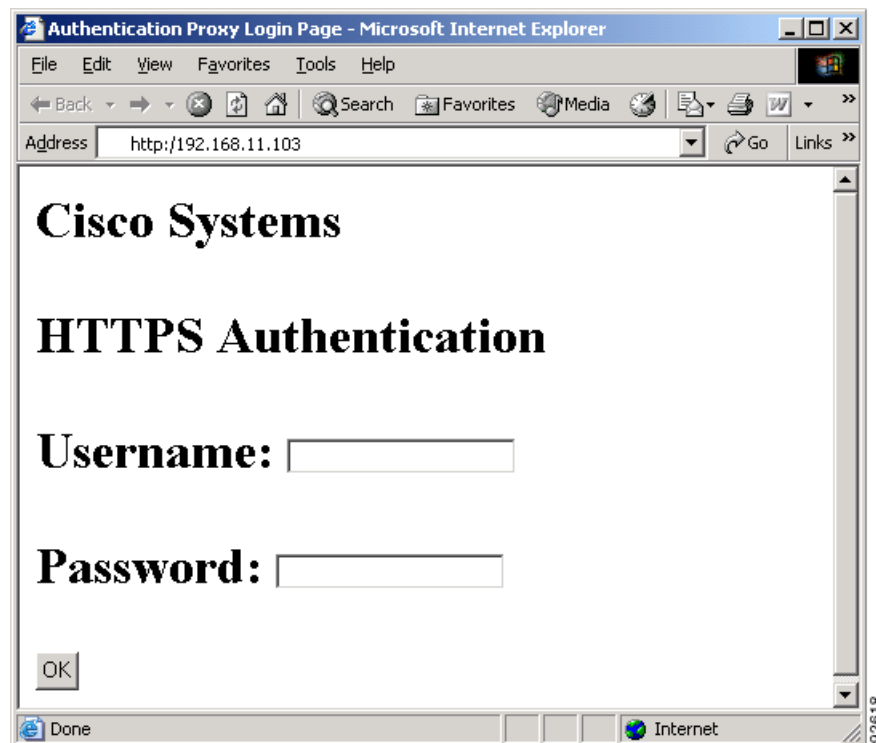 Authentication Proxy Login Page - Microsoft Internet Explorer
File Edit View Favorites Tools Help
Back Search Favorites Media W »
Address http:/192.168.11.103 Go Links »
Cisco Systems
HTTPS Authentication
Username:
Password:
OK
Done Internet
92618